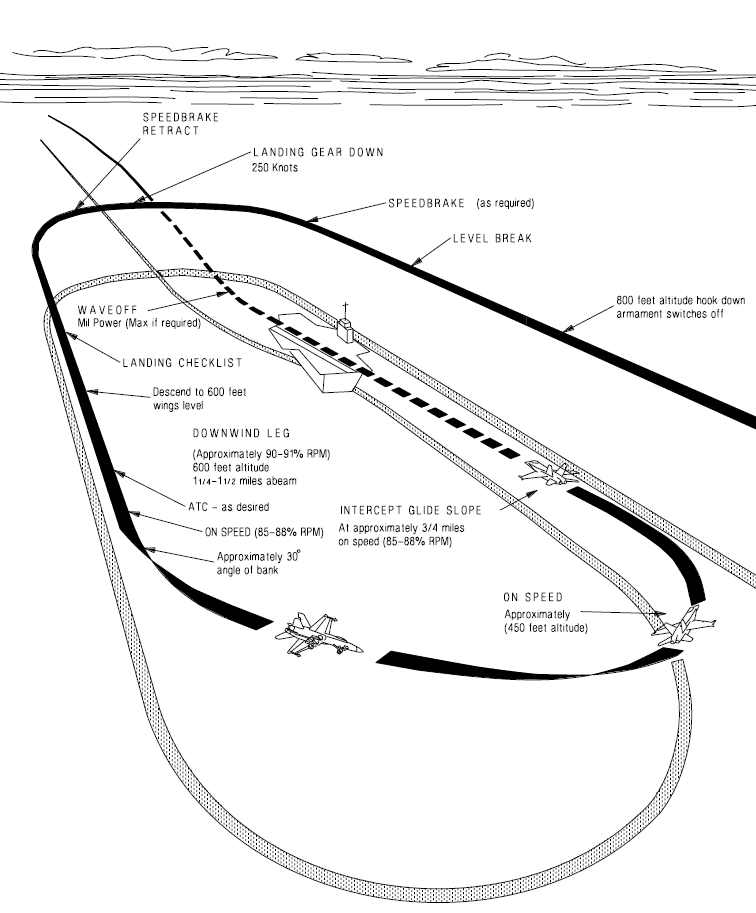 SPEEDBRAKE
RETRACT
LANDING GEAR DOWN
250 Knots
SPEEDBRAKE (as required)
LEVEL BREAK
800 feet altitude hook down
armament switches off
WAVEOFF
Mil Power (Max if required)
LANDING CHECKLIST
Descend to 600 feet
wings level
DOWNWIND LEG
(Approximately 90-91% RPM)
600 feet altitude
1 1/4-1 1/2 miles abeam
ATC - as desired
ON SPEED (85-88% RPM)
Approximately 30°
angle of bank
INTERCEPT GLIDE SLOPE
At approximately 3/4 miles
on speed (85-88% RPM)
ON SPEED
Approximately
(450 feet altitude)